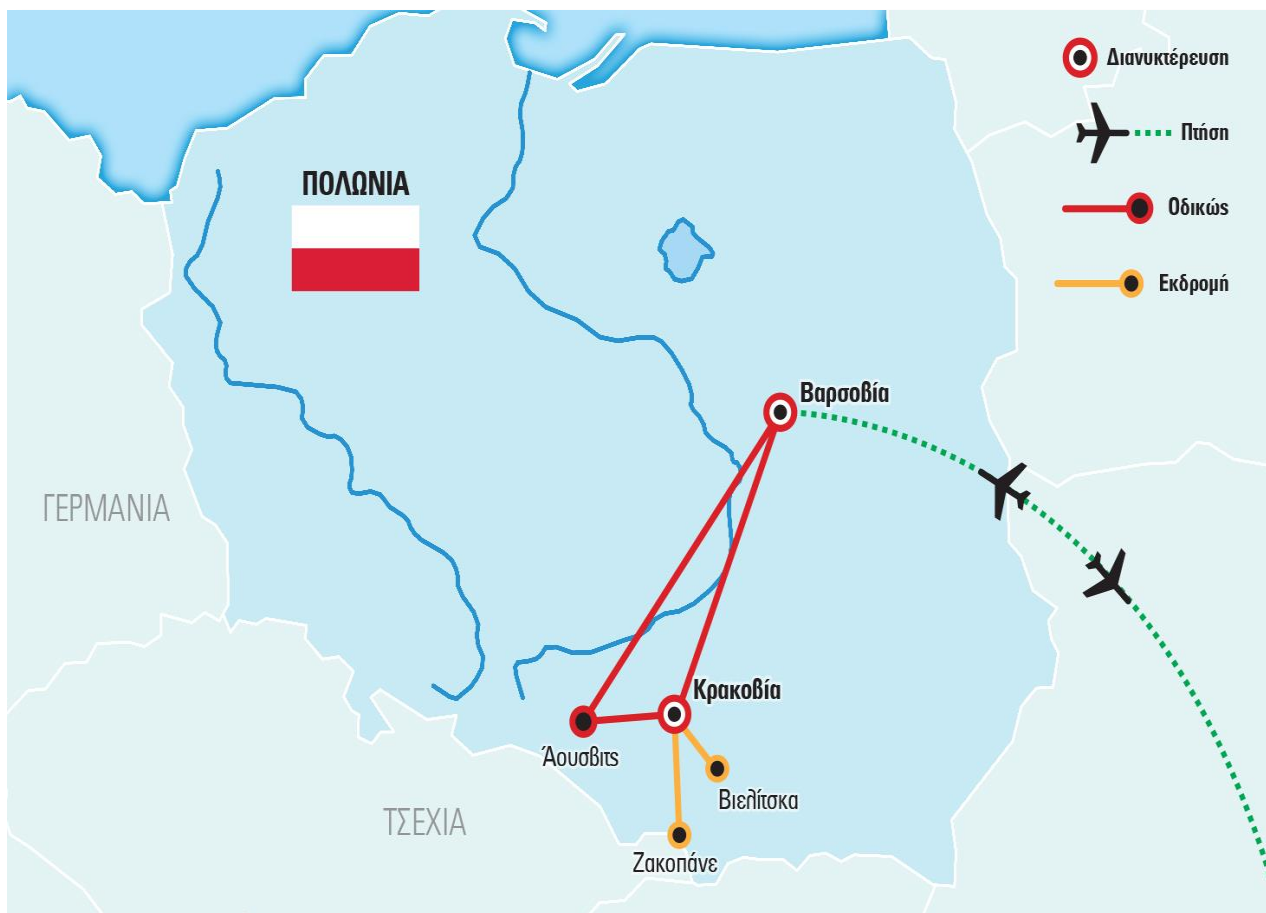 Διανυκτέρευση
Πτήση
ΠΟΛΩΝΙΑ
Οδικώς
Εκδρομή
Βαρσοβία
ΓΕΡΜΑΝΙΑ
Κρακοβία
Άουσβιτς
Βιελίτσκα
ΤΣΕΧΙΑ
Ζακοπάνε